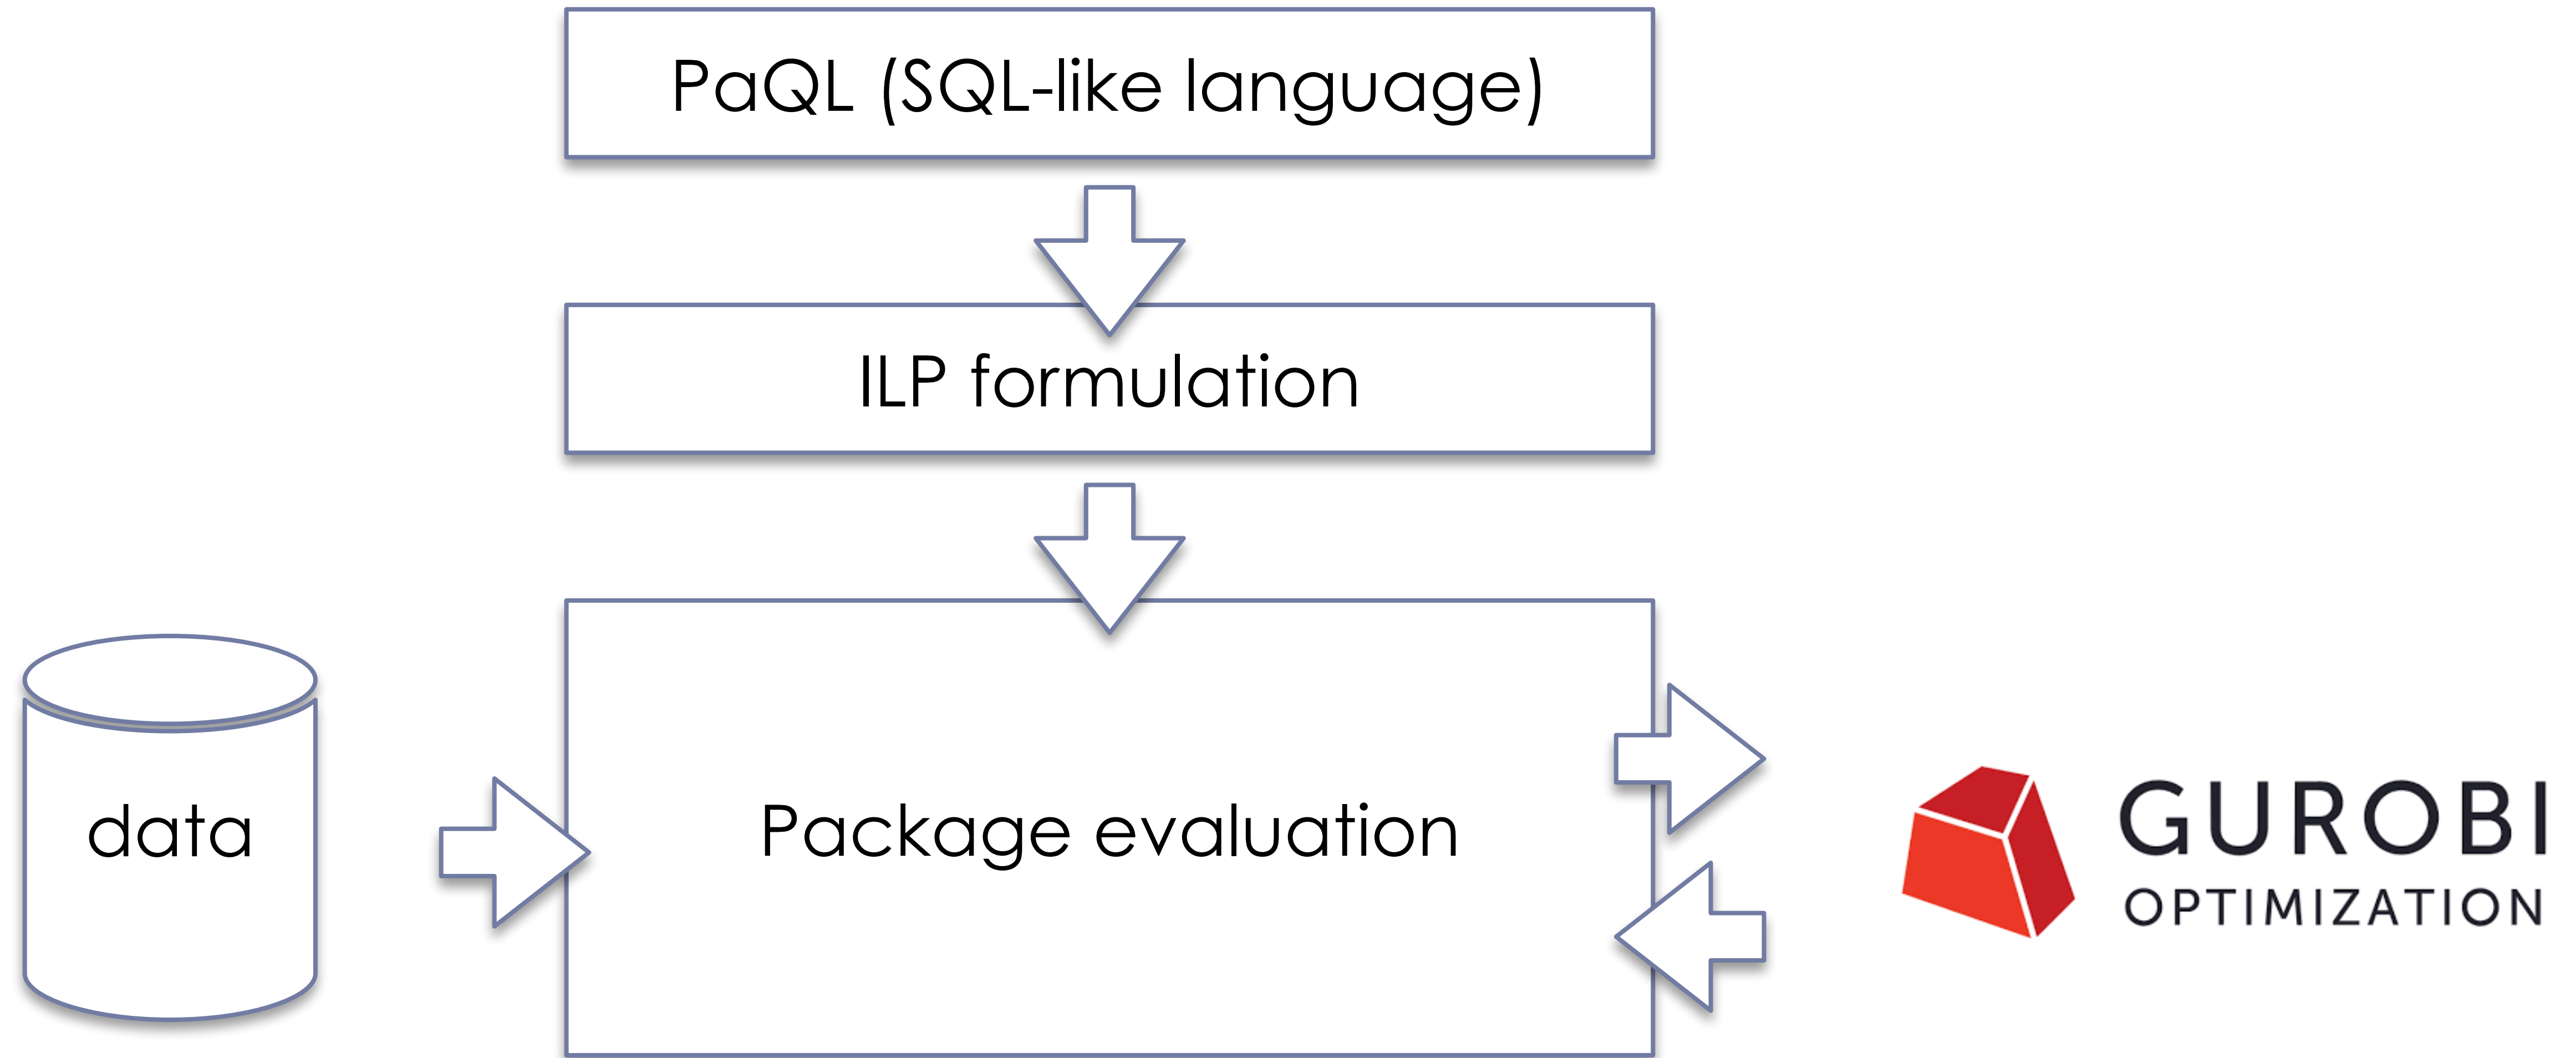 PaQL (SQL-like language)
ILP formulation
data
Package evaluation
GUROBI
OPTIMIZATION